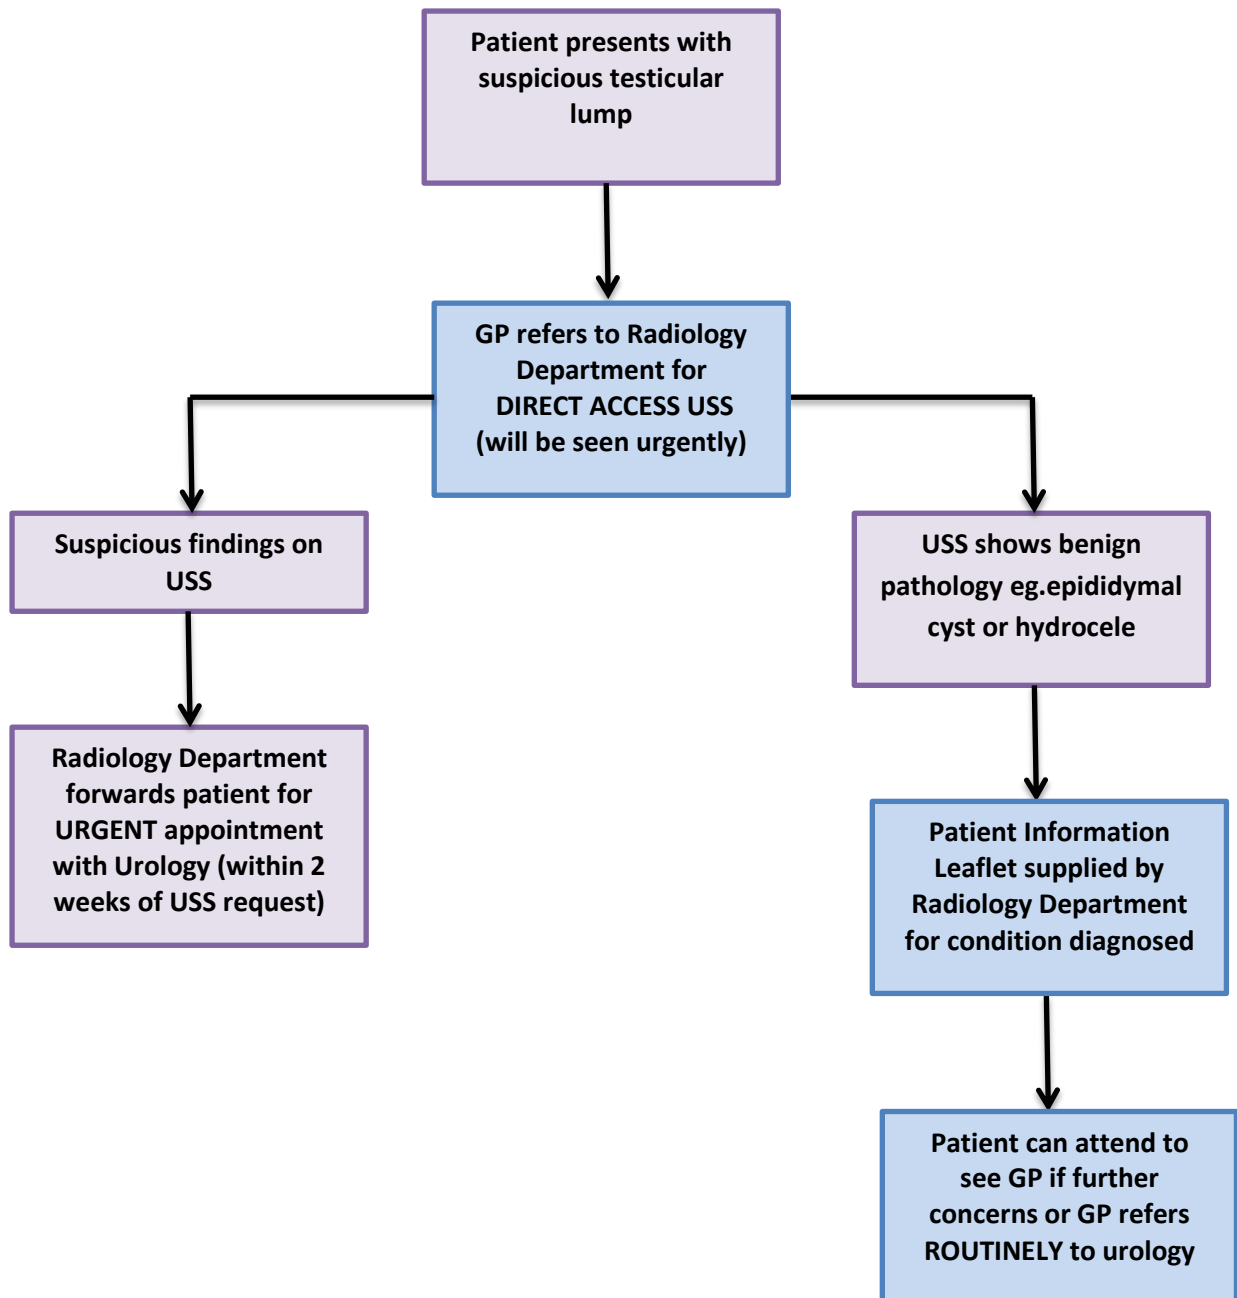 Patient presents with
suspicious testicular
lump
GP refers to Radiology
Department for
DIRECT ACCESS USS
(will be seen urgently)
Suspicious findings on
USS
Radiology Department
forwards patient for
URGENT appointment
with Urology (within 2
weeks of USS request)
USS shows benign
pathology eg.epididymal
cyst or hydrocele
Patient Information
Leaflet supplied by
Radiology Department
for condition diagnosed
Patient can attend to
see GP if further
concerns or GP refers
ROUTINELY to urology